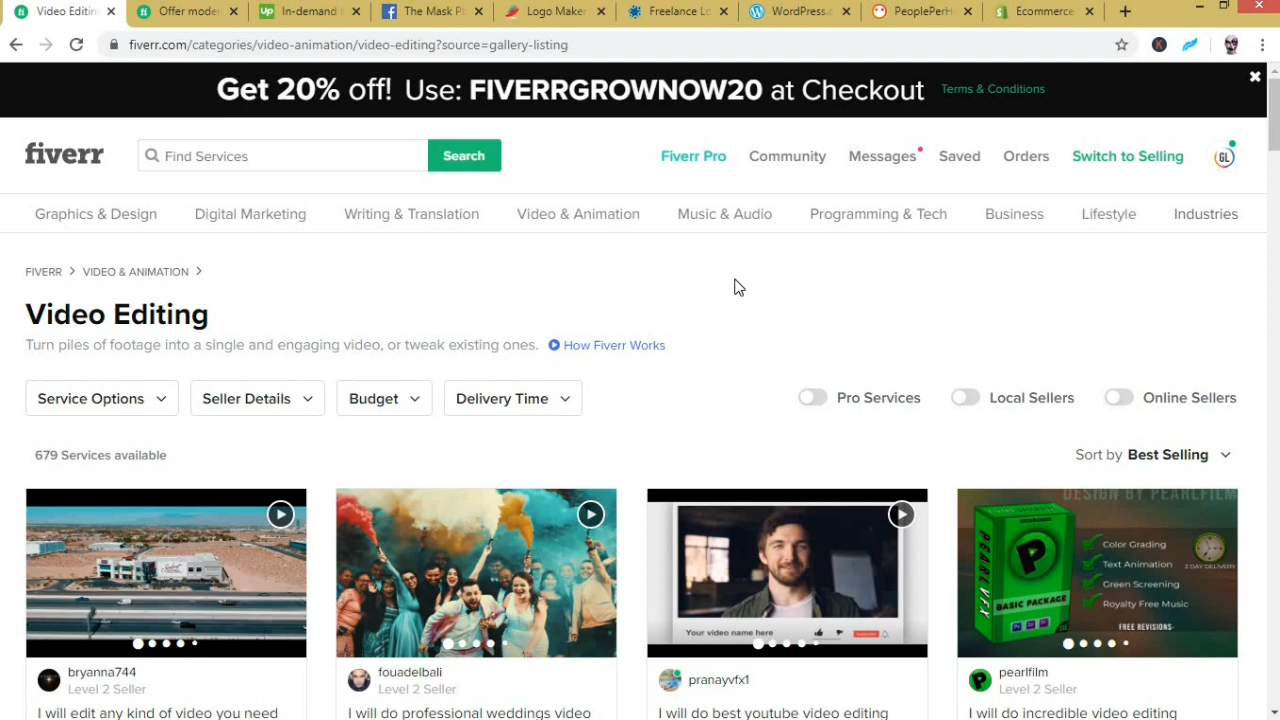 Video Editin
Offer mode
In-demand
The Mask P
Logo Maker
Freelance Lo
WordPress.c
PeoplePerH
Ecommerce
fiverr.com/categories/video-animation/video-editing?source=gallery-listing
Get 20% off! Use: FIVERRGROWNOW20 at Checkout Terms & Conditions
fiverr
Find Services
Search
Fiverr Pro
Community
Messages
Saved
Orders
Switch to Selling
GL
Graphics & Design
Digital Marketing
Writing & Translation
Video & Animation
Music & Audio
Programming & Tech
Business
Lifestyle
Industries
FIVERR > VIDEO & ANIMATION >
Video Editing
Turn piles of footage into a single and engaging video, or tweak existing ones. How Fiverr Works
Service Options
Seller Details
Budget
Delivery Time
Pro Services
Local Sellers
Online Sellers
679 Services available
Sort by Best Selling
Your video name here
DESIGN BY PEARLFILM
PEARL VFX
BASIC PACKAGE
Color Grading
Text Animation
Green Screening
Royalty Free Music
2 DAY DELIVERY
FREE REVISIONS-
bryanna744
Level 2 Seller
I will edit any kind of video you need
fouadelbali
Level 2 Seller
I will do professional weddings video
pranayvfx1
I will do best youtube video editing
pearlfilm
Level 2 Seller
I will do incredible video editing